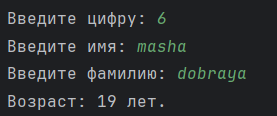 Введите цифру: 6
Введите имя: masha
Введите фамилию: dobraya
Возраст: 19 лет.